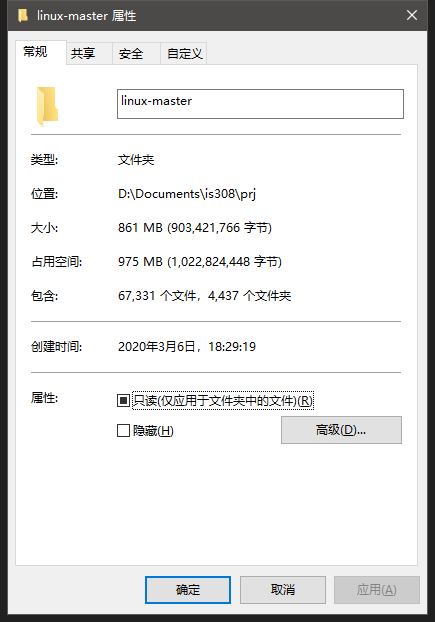 linux-master 属性
常规 共享 安全 自定义
linux-master
类型: 文件夹
位置: D:\Documents\is308\prj
大小: 861 MB (903,421,766 字节)
占用空间: 975 MB (1,022,824,448 字节)
包含: 67,331 个文件，4,437 个文件夹
创建时间: 2020年3月6日，18:29:19
属性: 只读(仅应用于文件夹中的文件)(R)
隐藏(H) 高级(D)...
确定 取消 应用(A)